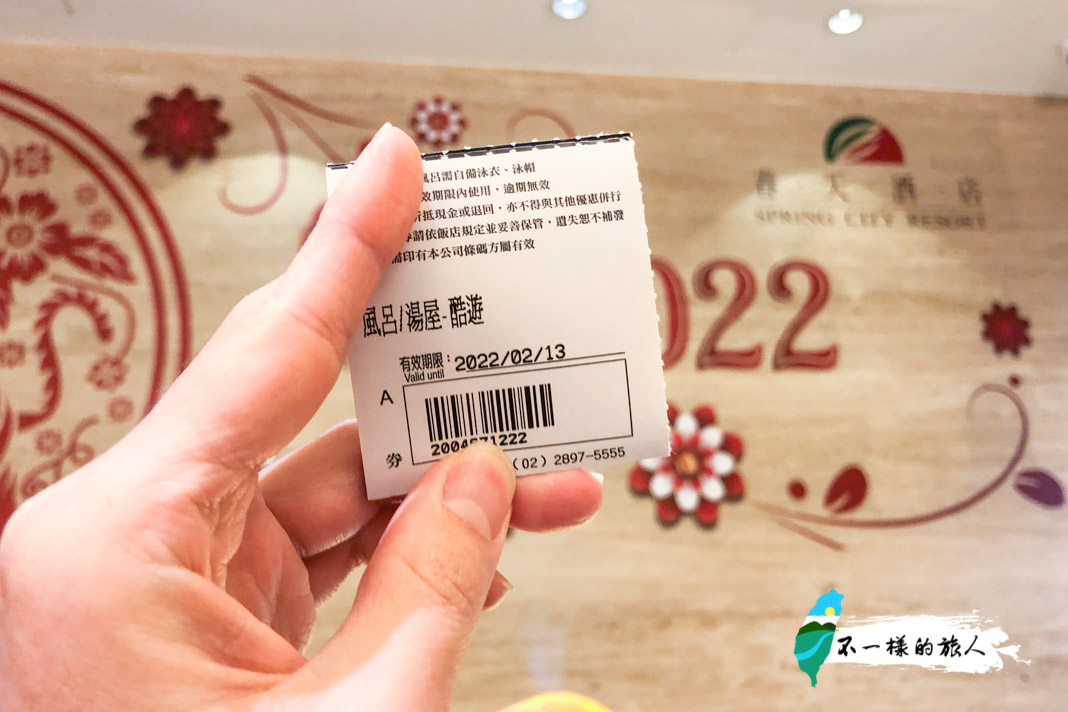 風呂需自備泳衣、泳帽
效期限內使用，逾期無效
折抵現金或退回，亦不得與其他優惠併行
券請依飯店規定並妥善保管，遺失恕不補發
需印有本公司條碼方屬有效
風呂/湯屋-酷遊
有效期限：2022/02/13
Valid until
A
券
(02) 2897-5555
春天酒店
SPRING CITY RESORT
2022
不一樣的旅人